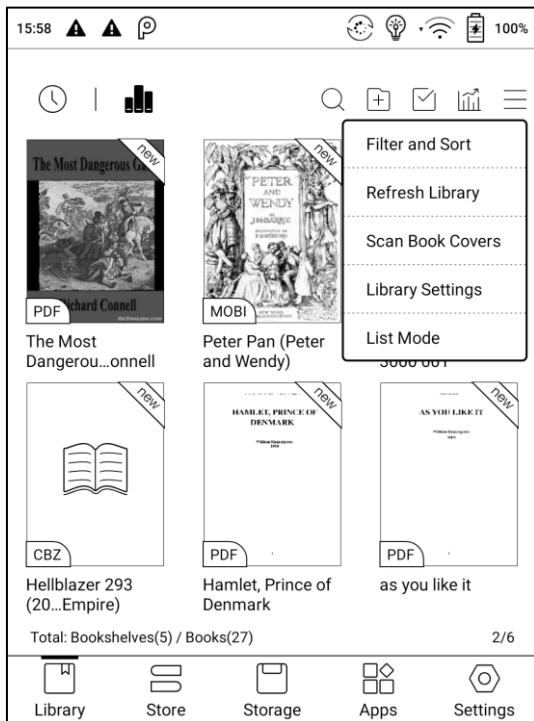 15:58
100%
new
The Most Dangerous Ga
Richard Connell
PDF
The Most
Dangerou...onnell
new
PETER
AND
WENDY
J.M.BARRIE
MOBI
Peter Pan (Peter
and Wendy)
Filter and Sort
Refresh Library
Scan Book Covers
Library Settings
List Mode
new
CBZ
Hellblazer 293
(20...Empire)
new
HAMLET, PRINCE OF
DENMARK
PDF
Hamlet, Prince of
Denmark
new
AS YOU LIKE IT
PDF
as you like it
Total: Bookshelves(5) / Books(27)
2/6
Library
Store
Storage
Apps
Settings